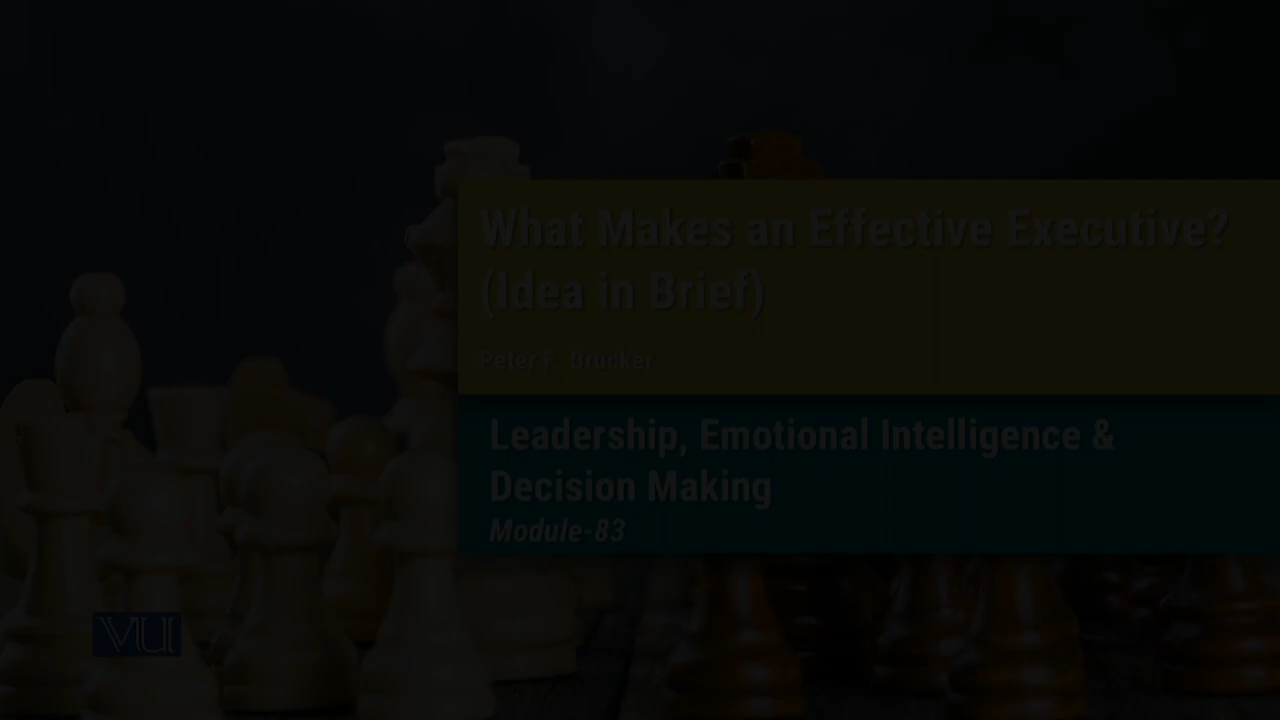 What Makes an Effective Executive?
(Idea in Brief)
Peter F. Drucker
Leadership, Emotional Intelligence &
Decision Making
Module-83
VU